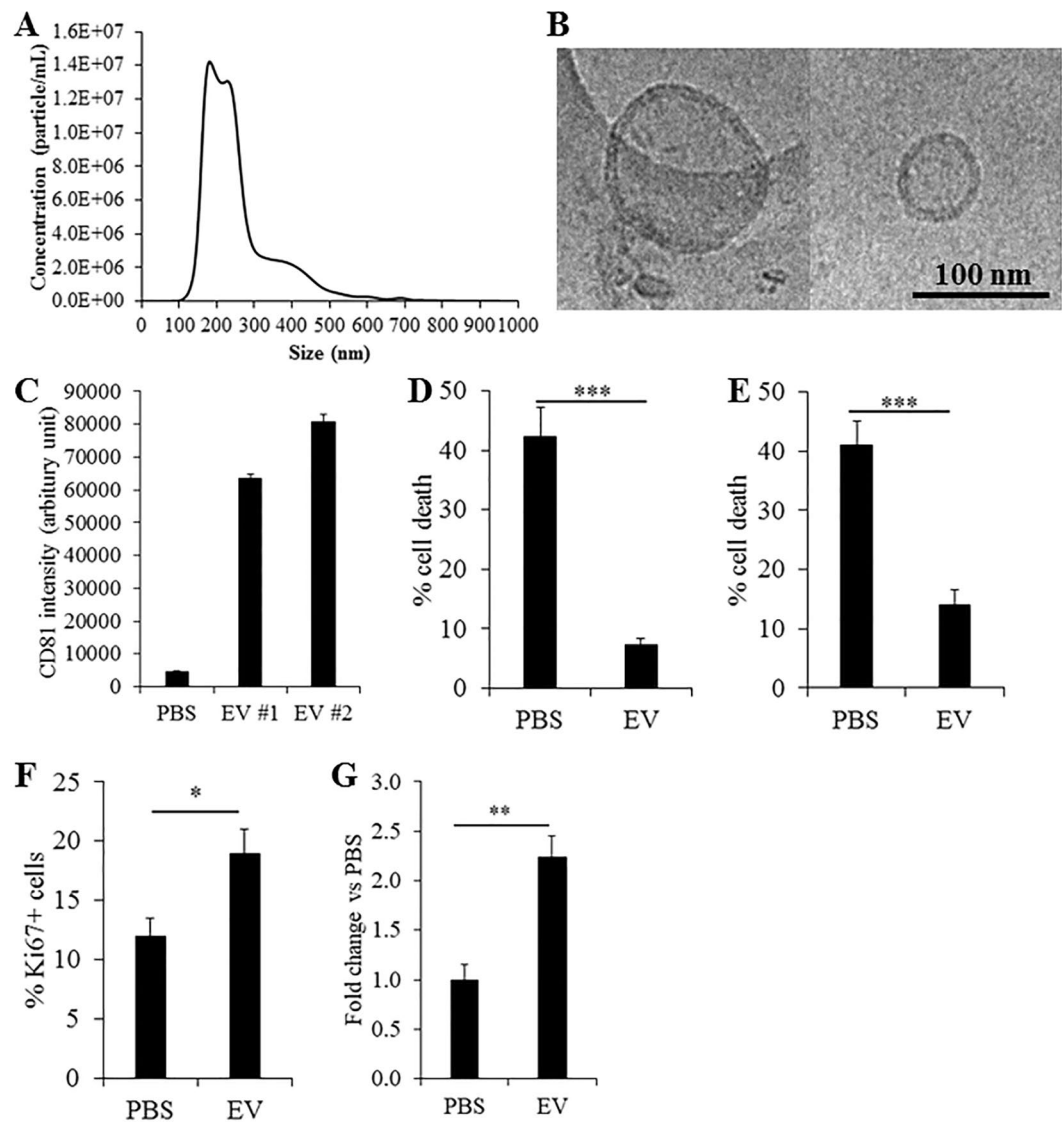 A
Concentration (particle/mL)
1.6E+07
1.4E+07
1.2E+07
1.0E+07
8.0E+06
6.0E+06
4.0E+06
2.0E+06
0.0E+00
0 100 200 300 400 500 600 700 800 900 1000
Size (nm)
B
100 nm
C
CD81 intensity (arbitury unit)
90000
80000
70000
60000
50000
40000
30000
20000
10000
0
PBS EV #1 EV #2
D
% cell death
50
40
30
20
10
0
***
PBS EV
E
% cell death
50
40
30
20
10
0
***
PBS EV
F
% Ki67+ cells
25
20
15
10
5
0
*
PBS EV
G
Fold change vs PBS
3.0
2.5
2.0
1.5
1.0
0.5
0.0
**
PBS EV